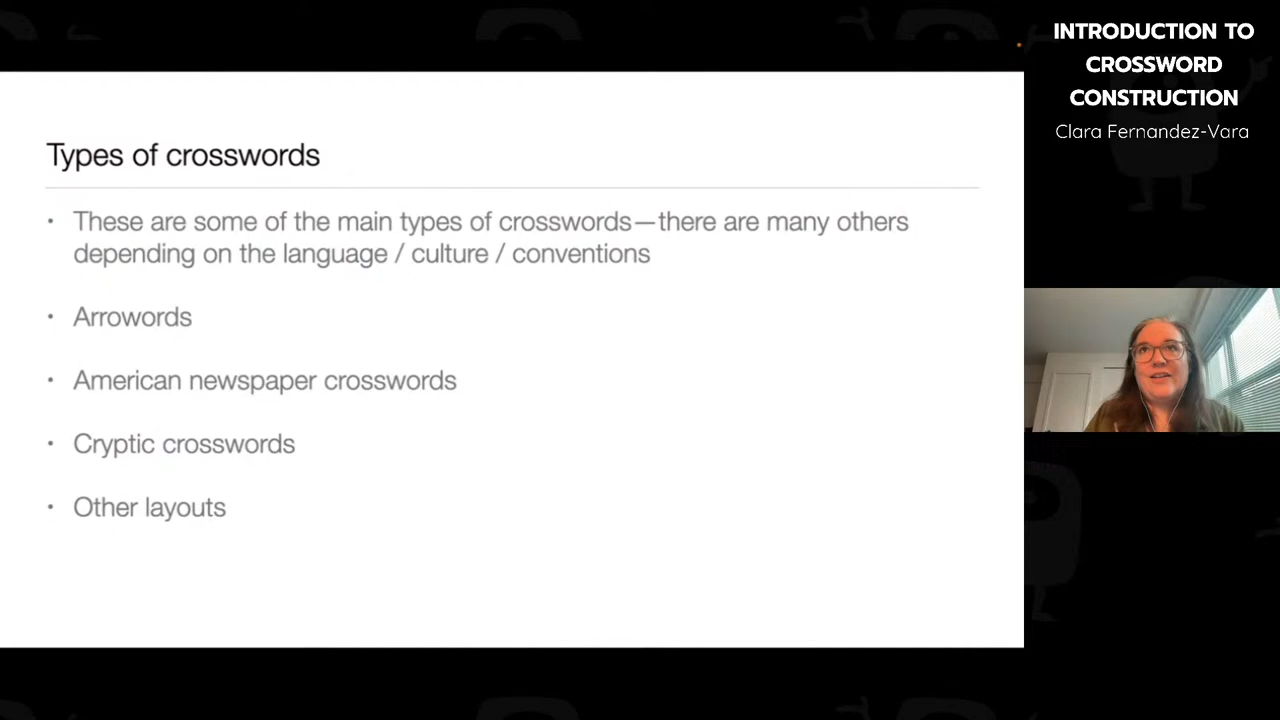 INTRODUCTION TO
CROSSWORD
CONSTRUCTION
Clara Fernandez-Vara
Types of crosswords
• These are some of the main types of crosswords—there are many others
depending on the language / culture / conventions
• Arrowords
• American newspaper crosswords
• Cryptic crosswords
• Other layouts